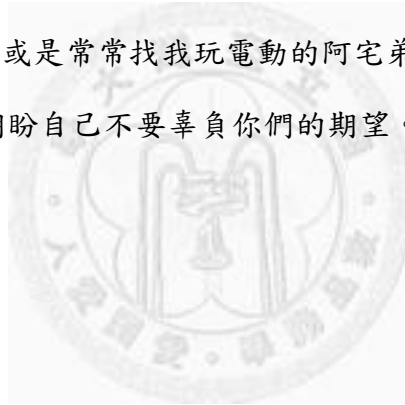 或是常常找我玩電動的阿宅弟
盼自己不要辜負你們的期望。